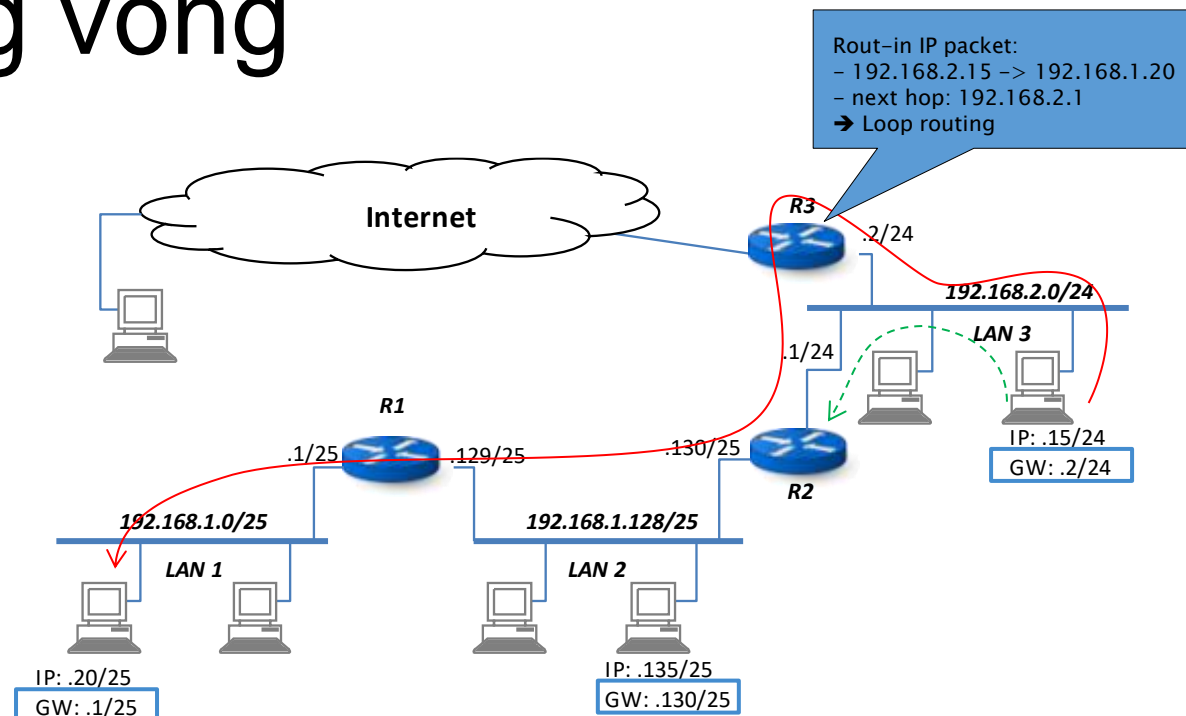 g vòng
Rout-in IP packet:
- 192.168.2.15 -> 192.168.1.20
- next hop: 192.168.2.1
➔ Loop routing
Internet
R3
.2/24
192.168.2.0/24
LAN 3
.1/24
R1
.1/25
.129/25
.130/25
R2
IP: .15/24
GW: .2/24
192.168.1.0/25
192.168.1.128/25
LAN 1
LAN 2
IP: .20/25
GW: .1/25
IP: .135/25
GW: .130/25